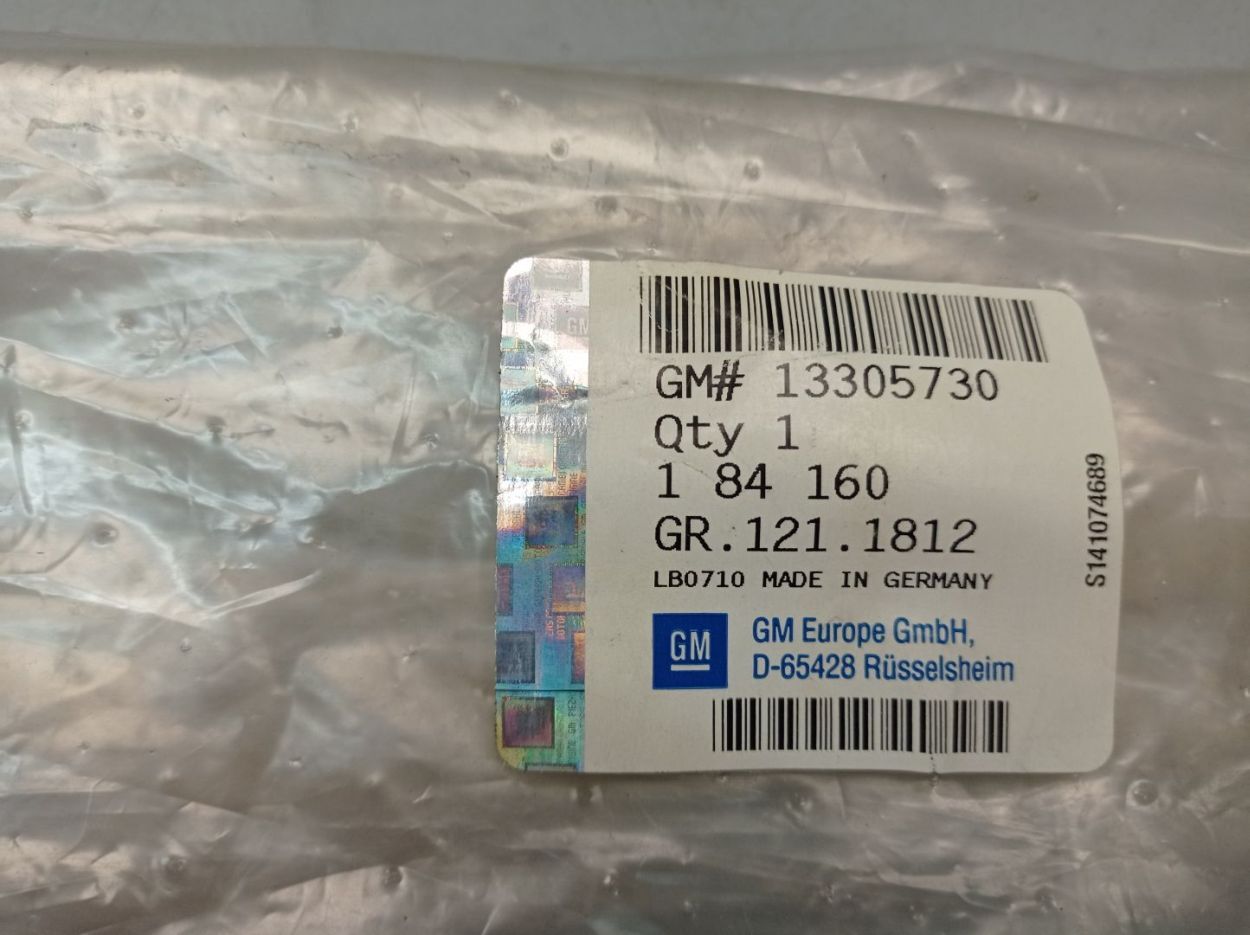 GM# 13305730
Qty 1
1 84 160
GR.121.1812
LB0710 MADE IN GERMANY
GM
GM Europe GmbH,
D-65428 Rüsselsheim
S141074689